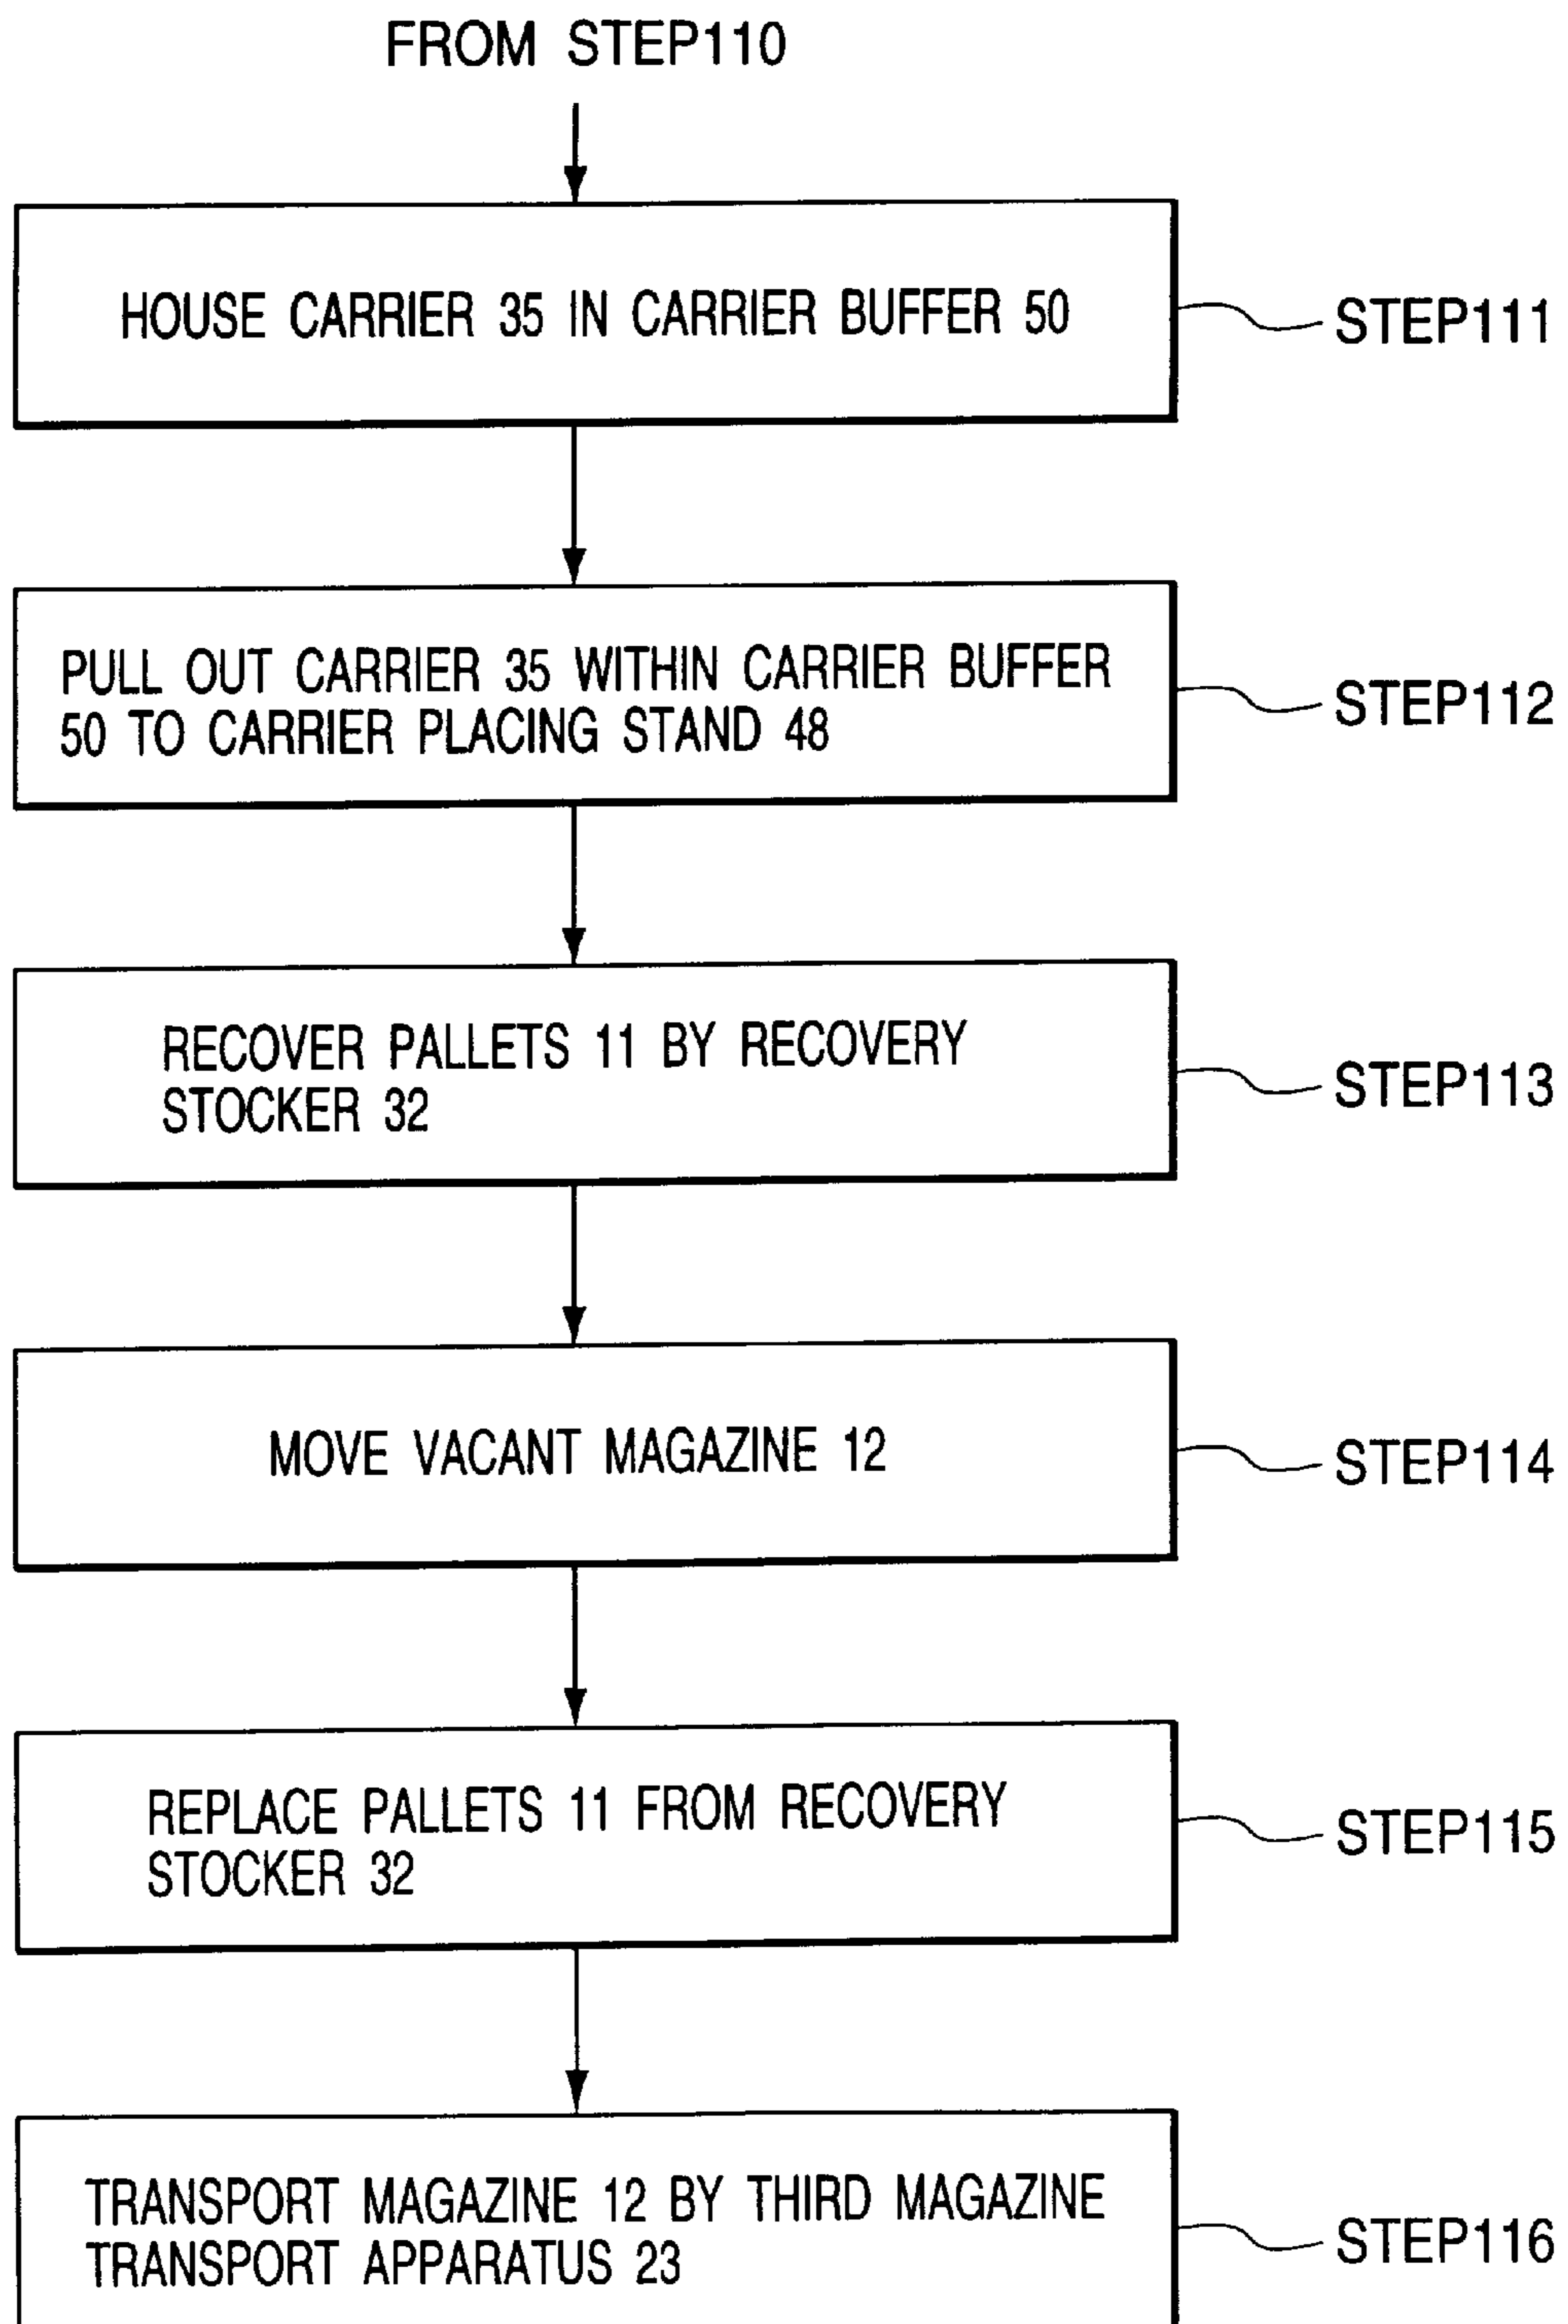 FROM STEP110
HOUSE CARRIER 35 IN CARRIER BUFFER 50
STEP111
PULL OUT CARRIER 35 WITHIN CARRIER BUFFER
50 TO CARRIER PLACING STAND 48
STEP112
RECOVER PALLETS 11 BY RECOVERY
STOCKER 32
STEP113
MOVE VACANT MAGAZINE 12
STEP114
REPLACE PALLETS 11 FROM RECOVERY
STOCKER 32
STEP115
TRANSPORT MAGAZINE 12 BY THIRD MAGAZINE
TRANSPORT APPARATUS 23
STEP116